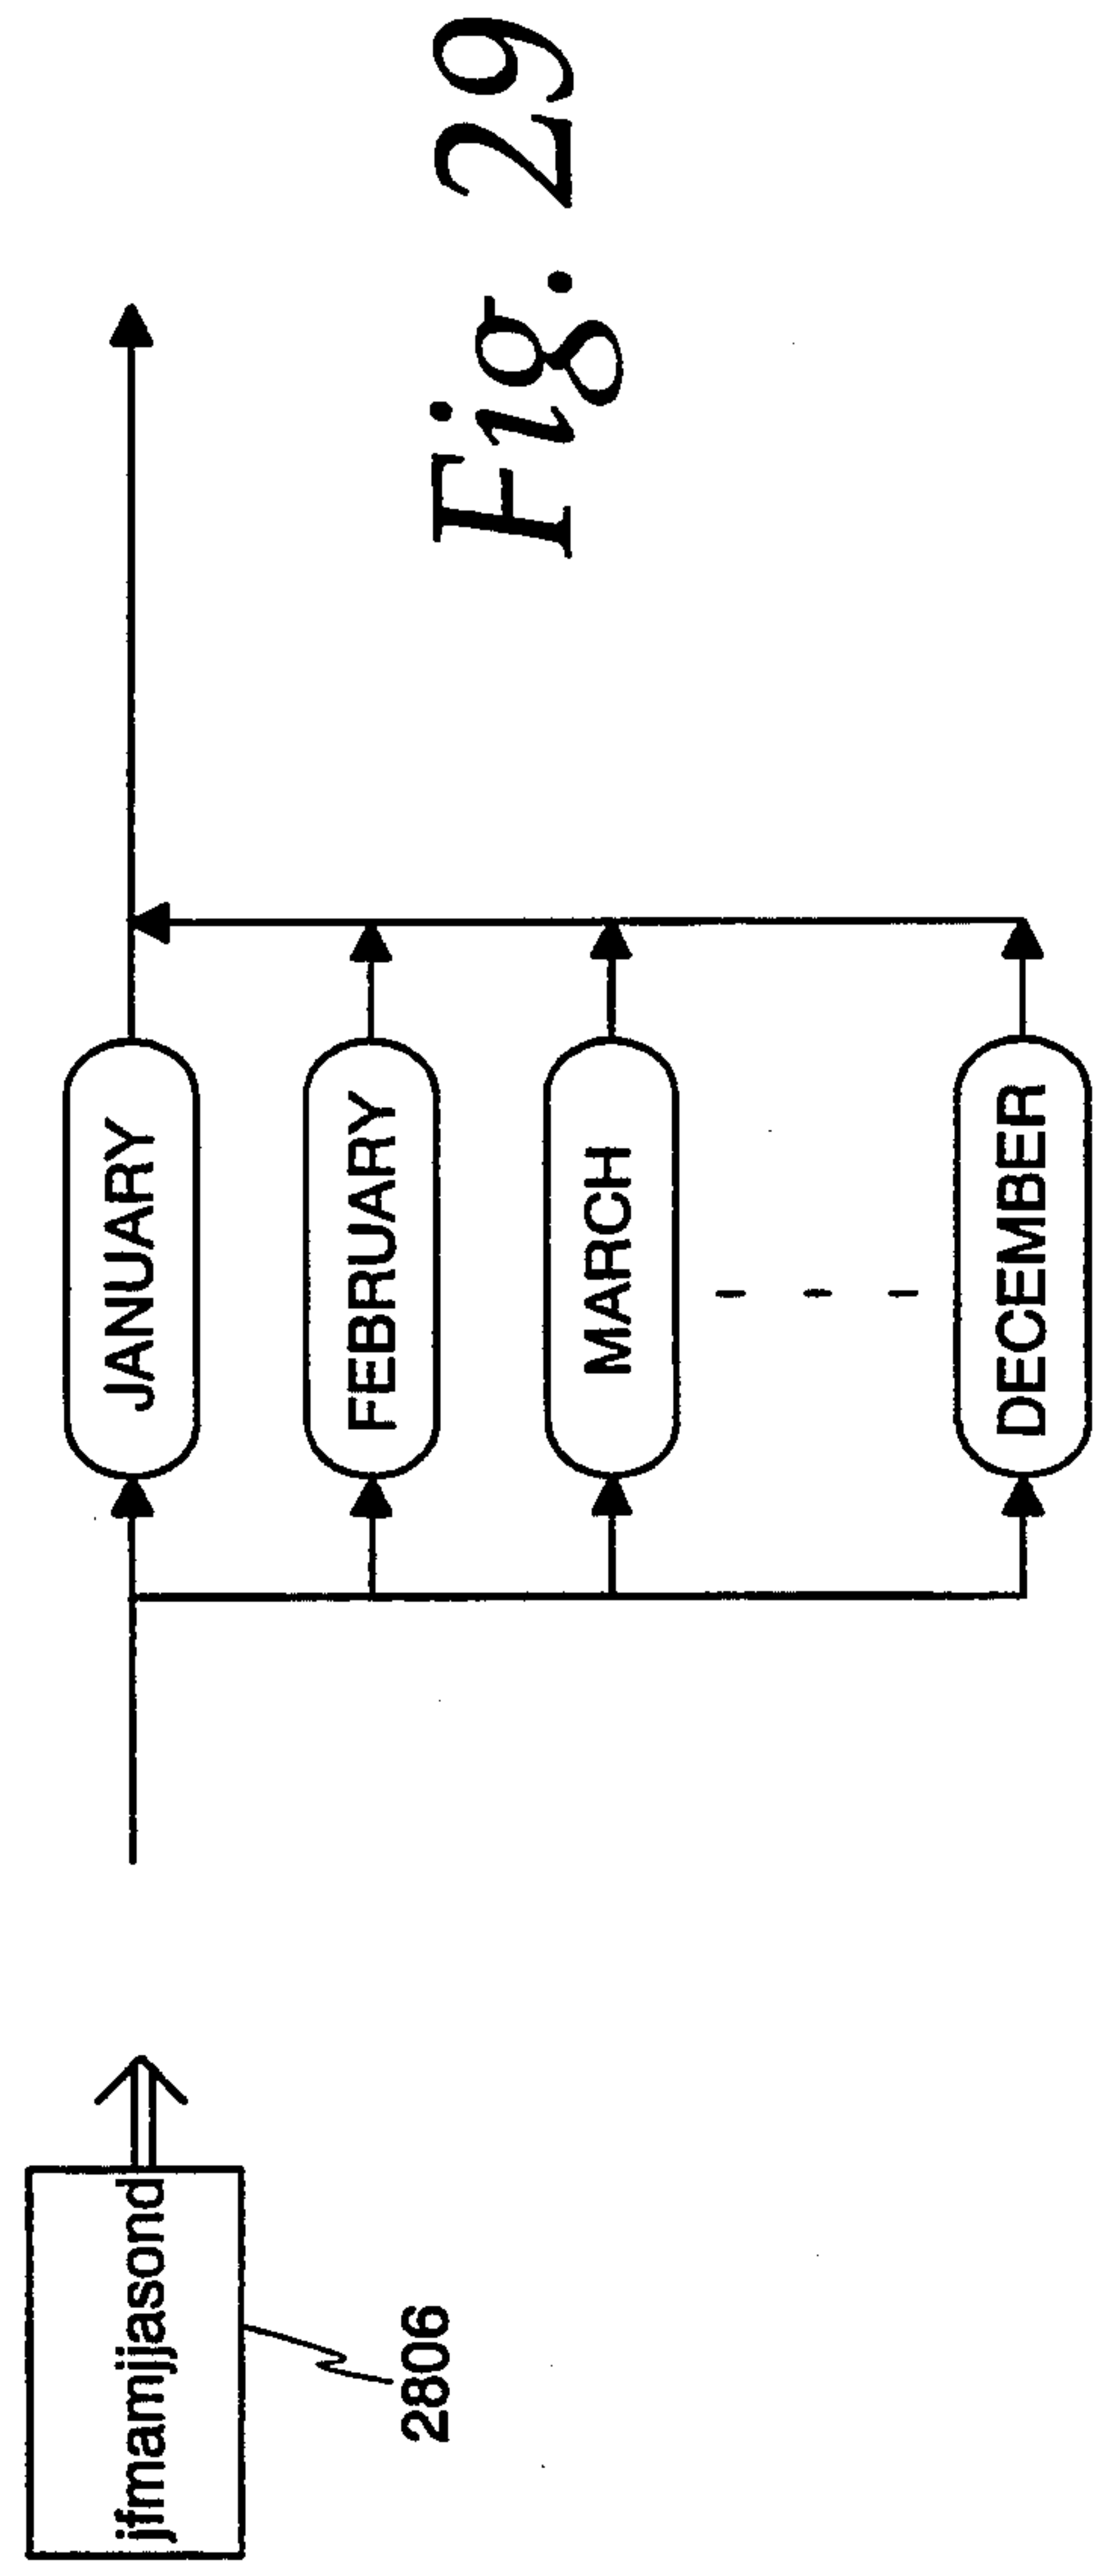 jfmamjjasond
2806
JANUARY
FEBRUARY
MARCH
DECEMBER
Fig. 29